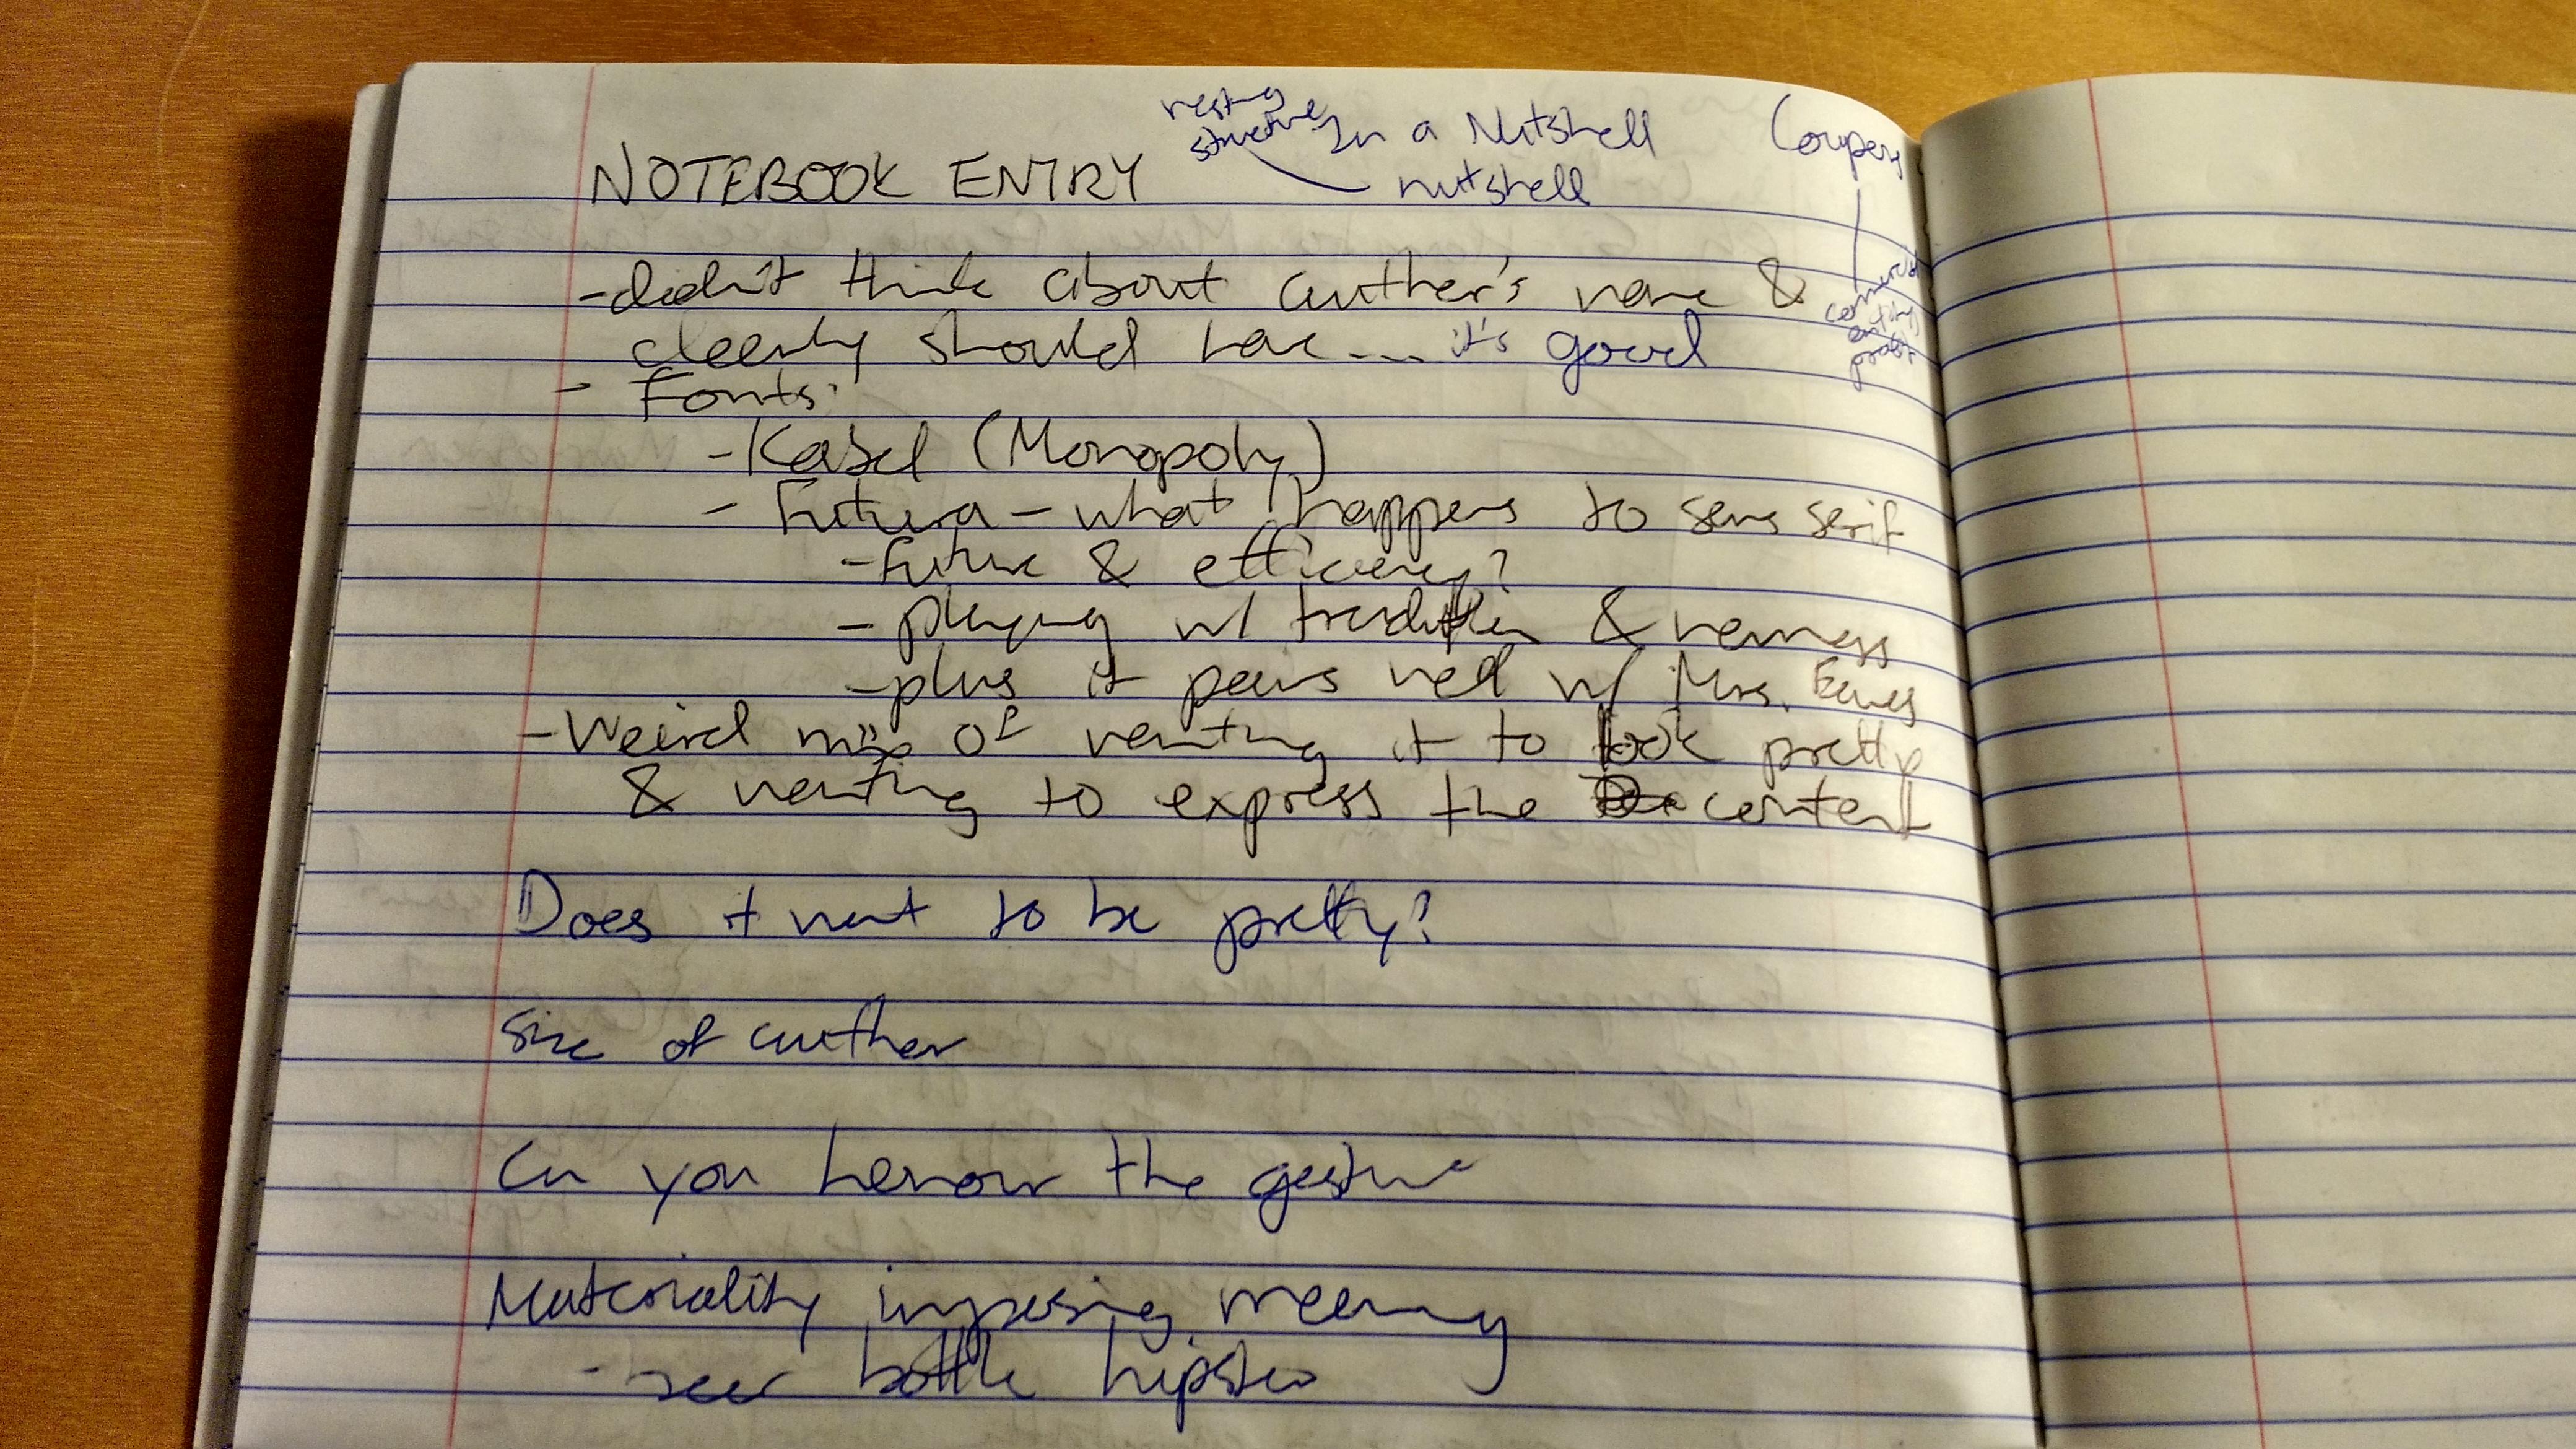 nesting
structure
In a Nutshell
nutshell
Company
commercial
entity
profit
NOTEBOOK ENTRY
- didn't think about author's name &
clearly should have... it's good
- Fonts:
- Kabel (Monopoly)
- Futura - what happens to sans serif
- future & efficiency?
- playing w/ tradition & newness
- plus it pairs well w/ Mrs. Eaves
- Weird mix of wanting it to look pretty
& wanting to express the content
Does it want to be pretty?
Size of author
Can you honour the gesture
Materiality imposing meaning
- beer bottle hipster